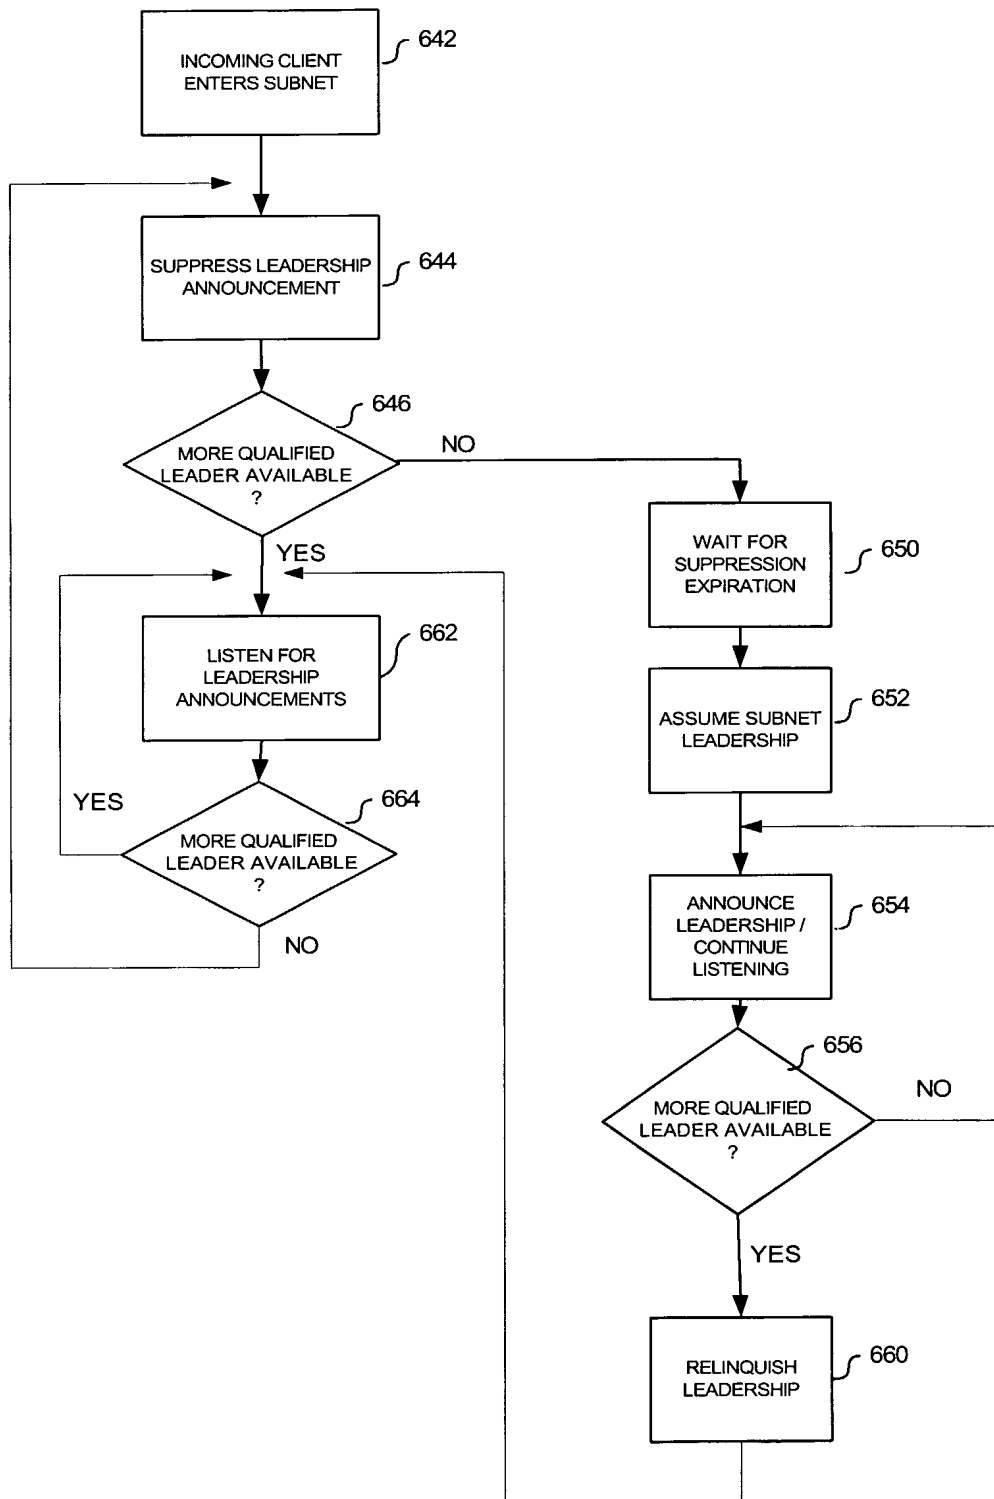 INCOMING CLIENT
ENTERS SUBNET
642
SUPPRESS LEADERSHIP
ANNOUNCEMENT
644
646
MORE QUALIFIED
LEADER AVAILABLE
?
NO
YES
WAIT FOR
SUPPRESSION
EXPIRATION
650
LISTEN FOR
LEADERSHIP
ANNOUNCEMENTS
662
ASSUME SUBNET
LEADERSHIP
652
YES
664
MORE QUALIFIED
LEADER AVAILABLE
?
NO
ANNOUNCE
LEADERSHIP /
CONTINUE
LISTENING
654
656
MORE QUALIFIED
LEADER AVAILABLE
?
NO
YES
RELINQUISH
LEADERSHIP
660